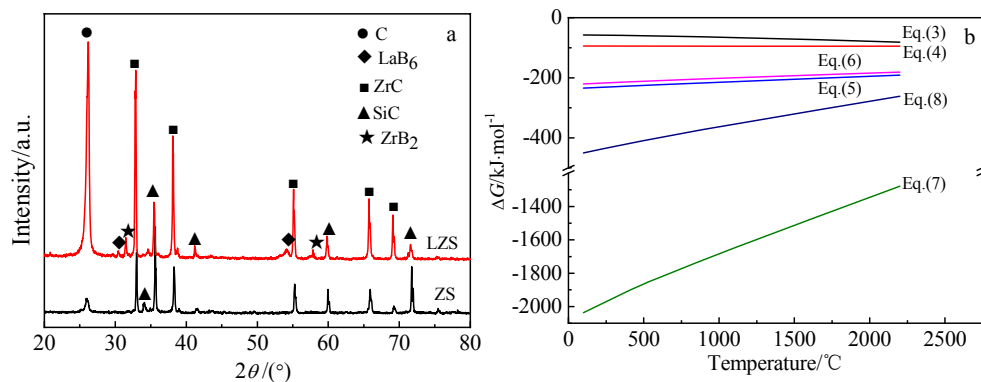 a
C
LaB6
ZrC
SiC
ZrB2
LZS
ZS
Intensity/a.u.
20 30 40 50 60 70 80
2θ/(°)
b
0
-200
-400
-1400
-1600
-1800
-2000
ΔG/kJ·mol⁻¹
Eq.(3)
Eq.(4)
Eq.(6)
Eq.(5)
Eq.(8)
Eq.(7)
0 500 1000 1500 2000 2500
Temperature/℃